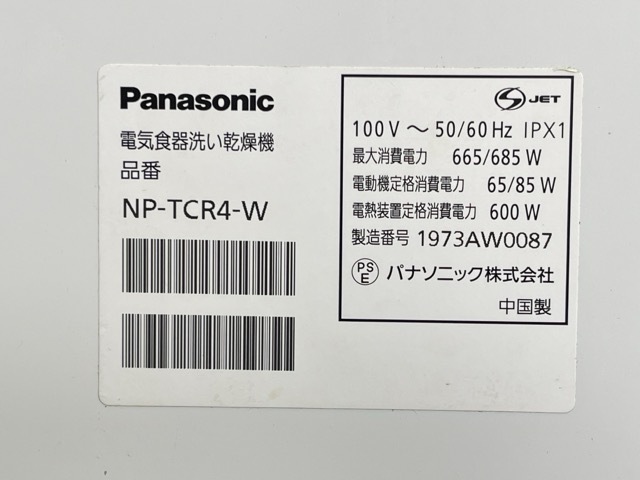 Panasonic
電気食器洗い乾燥機
品番
NP-TCR4-W
JET
100V ～ 50/60 Hz IPX1
最大消費電力 665/685 W
電動機定格消費電力 65/85 W
電熱装置定格消費電力 600 W
製造番号 1973AW0087
PSE パナソニック株式会社
中国製